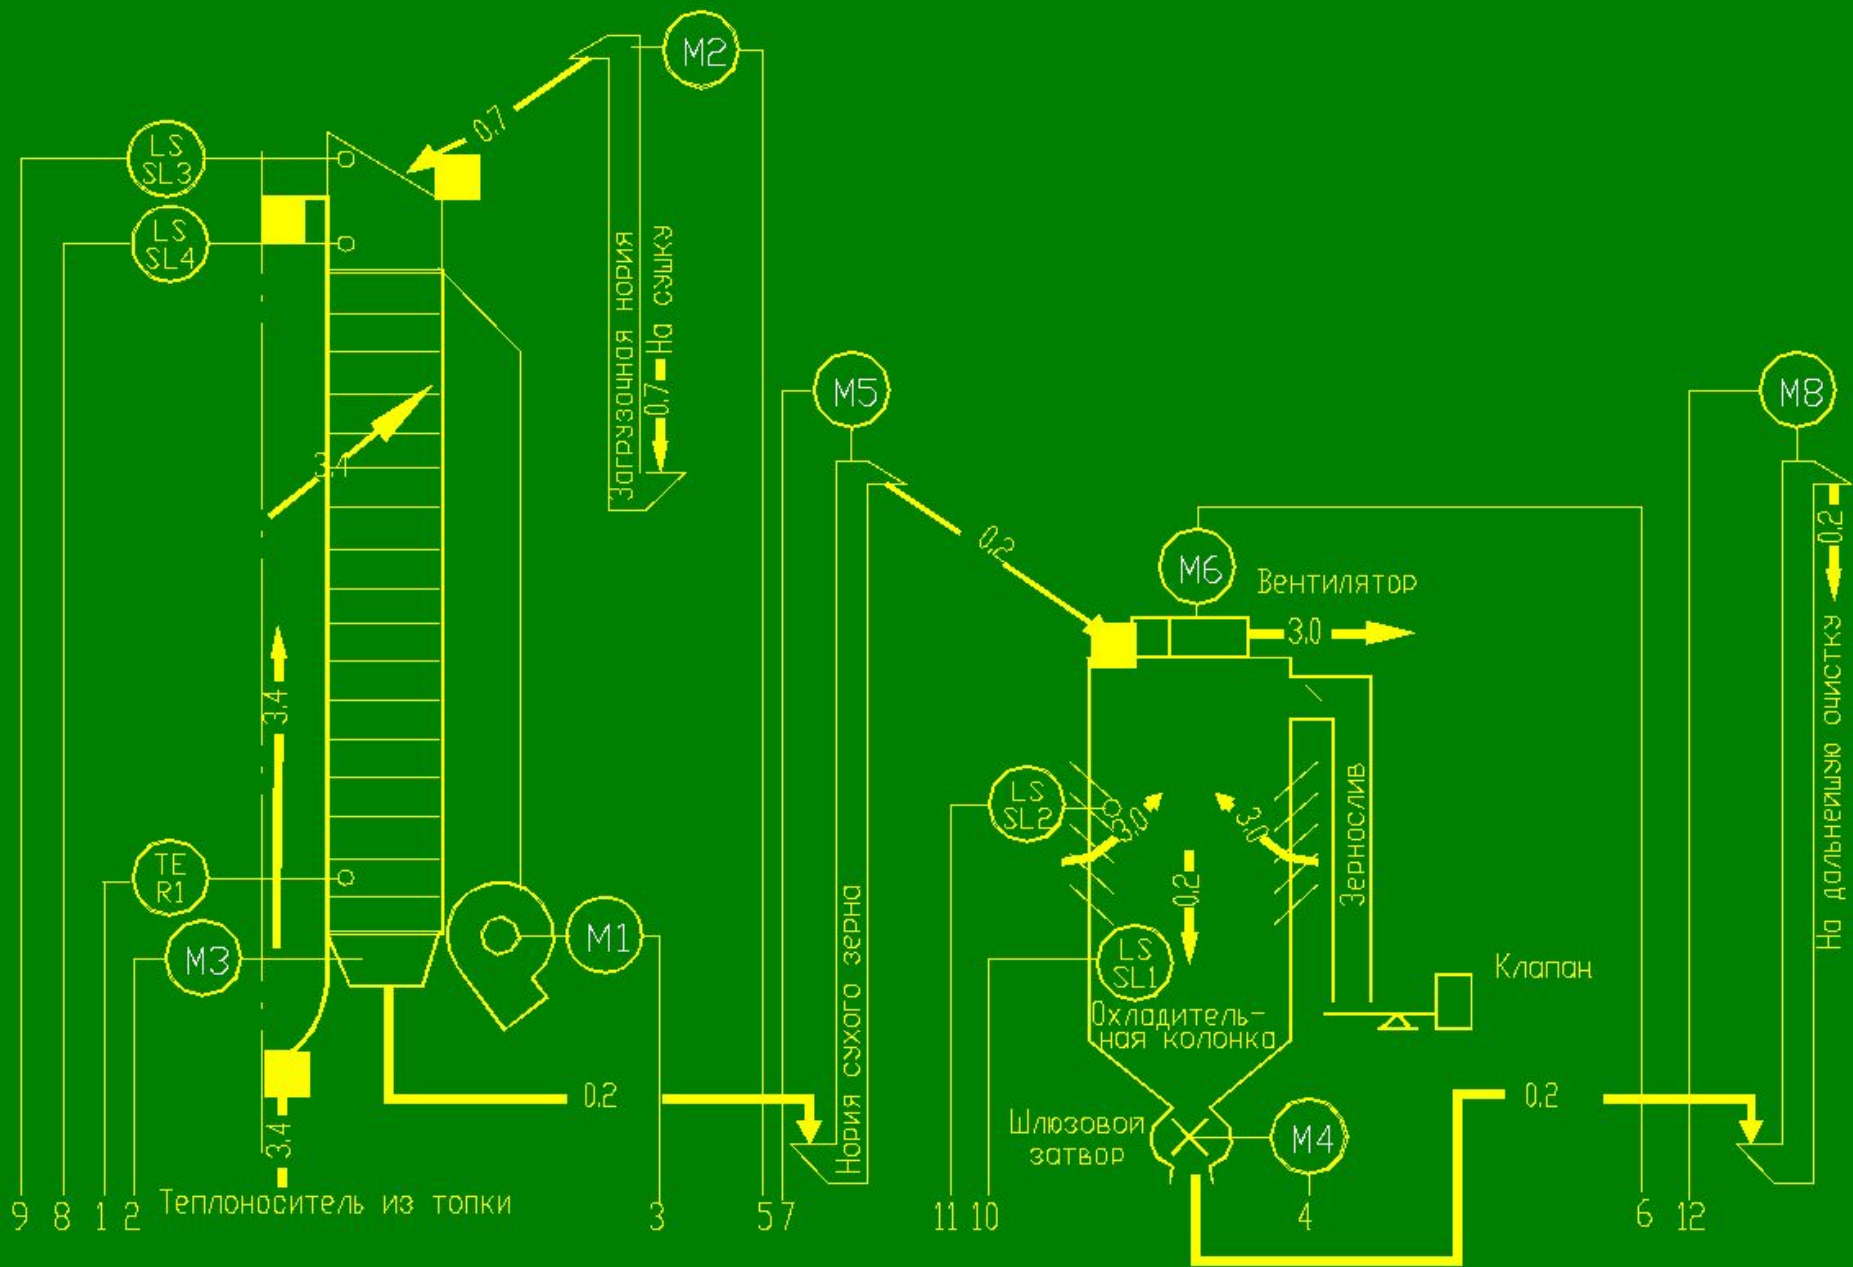 M2
0.7
LS
SL3
LS
SL4
Загрузочная нория
0.7
На сушку
M5
M8
3.4
0.2
0.2
M6
Вентилятор
3.0
На дальнейшую очистку
3.4
LS
SL2
3.0
3.0
0.2
Зернослив
TE
R1
M3
M1
Нория сухого зерна
LS
SL1
Клапан
Охладитель-
ная колонка
0.2
0.2
3.4
Шлюзовой
затвор
M4
Теплоноситель из топки
9 8 1 2 3 5 7 11 10 4 6 12